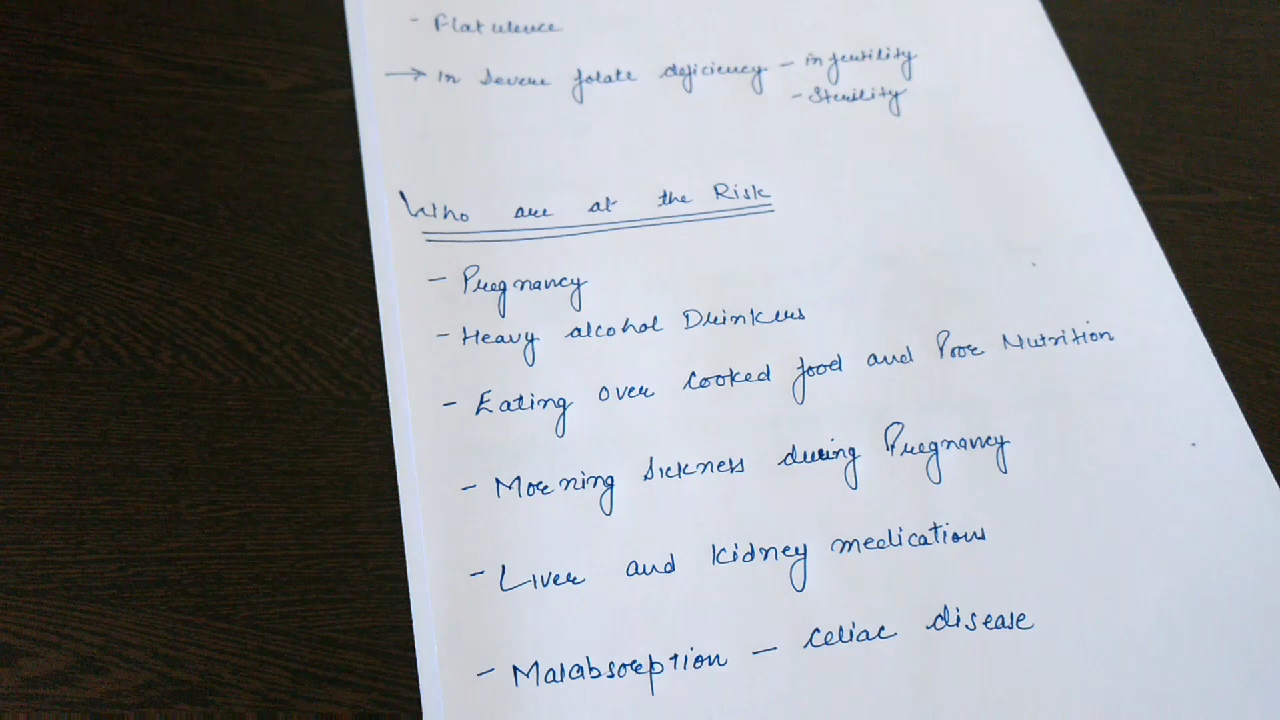 - Flatulence
→ In Severe folate deficiency - infertility
- Sterility
Who are at the Risk
- Pregnancy
- Heavy alcohol Drinkers
- Eating over cooked food and Poor Nutrition
- Morning Sickness during Pregnancy
- Liver and kidney medications
- Malabsorption - celiac disease